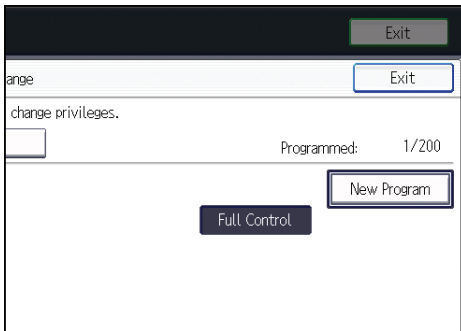 Exit
ange Exit
change privileges.
Programmed: 1/200
New Program
Full Control